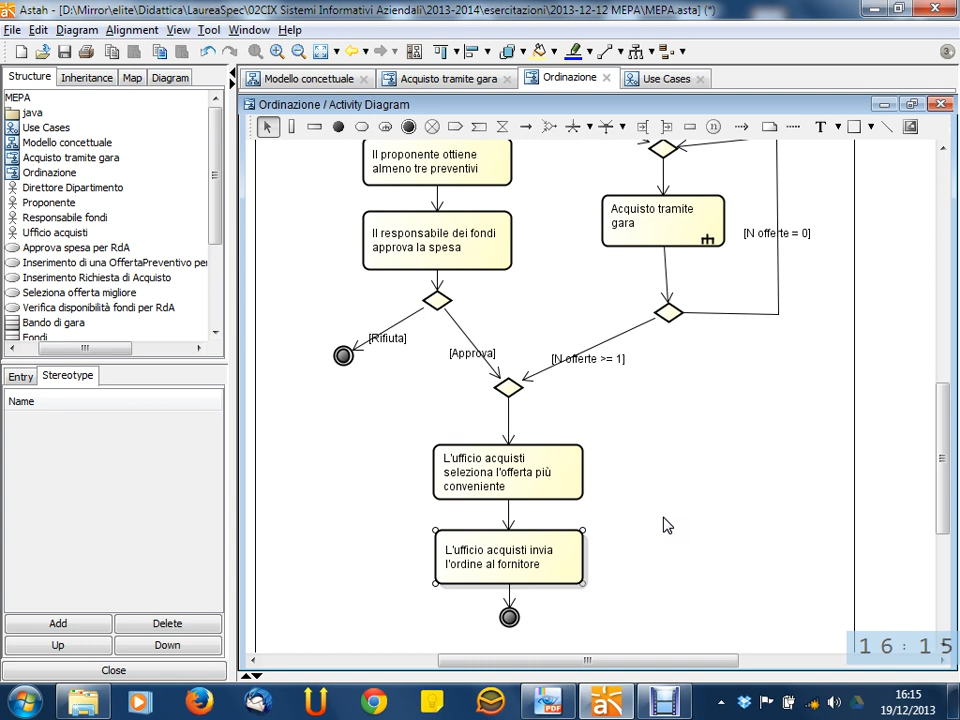 Astah - [D:\Mirror\elite\Didattica\LaureaSpec\02CIX Sistemi Informativi Aziendali\2013-2014\esercitazioni\2013-12-12 MEPA\MEPA.asta] (*)
File Edit Diagram Alignment View Tool Window Help
Structure Inheritance Map Diagram
Modello concettuale Acquisto tramite gara Ordinazione Use Cases
Ordinazione / Activity Diagram
MEPA
java
Use Cases
Modello concettuale
Acquisto tramite gara
Ordinazione
Direttore Dipartimento
Proponente
Responsabile fondi
Ufficio acquisti
Approva spesa per RdA
Inserimento di una OffertaPreventivo per
Inserimento Richiesta di Acquisto
Seleziona offerta migliore
Verifica disponibilità fondi per RdA
Bando di gara
Fondi
Entry Stereotype
Name
Add Delete
Up Down
Close
Il proponente ottiene
almeno tre preventivi
Il responsabile dei fondi
approva la spesa
[Rifiuta]
[Approva]
Acquisto tramite
gara
[N offerte = 0]
[N offerte >= 1]
L'ufficio acquisti
seleziona l'offerta più
conveniente
L'ufficio acquisti invia
l'ordine al fornitore
16:15
PDF
16:15
19/12/2013